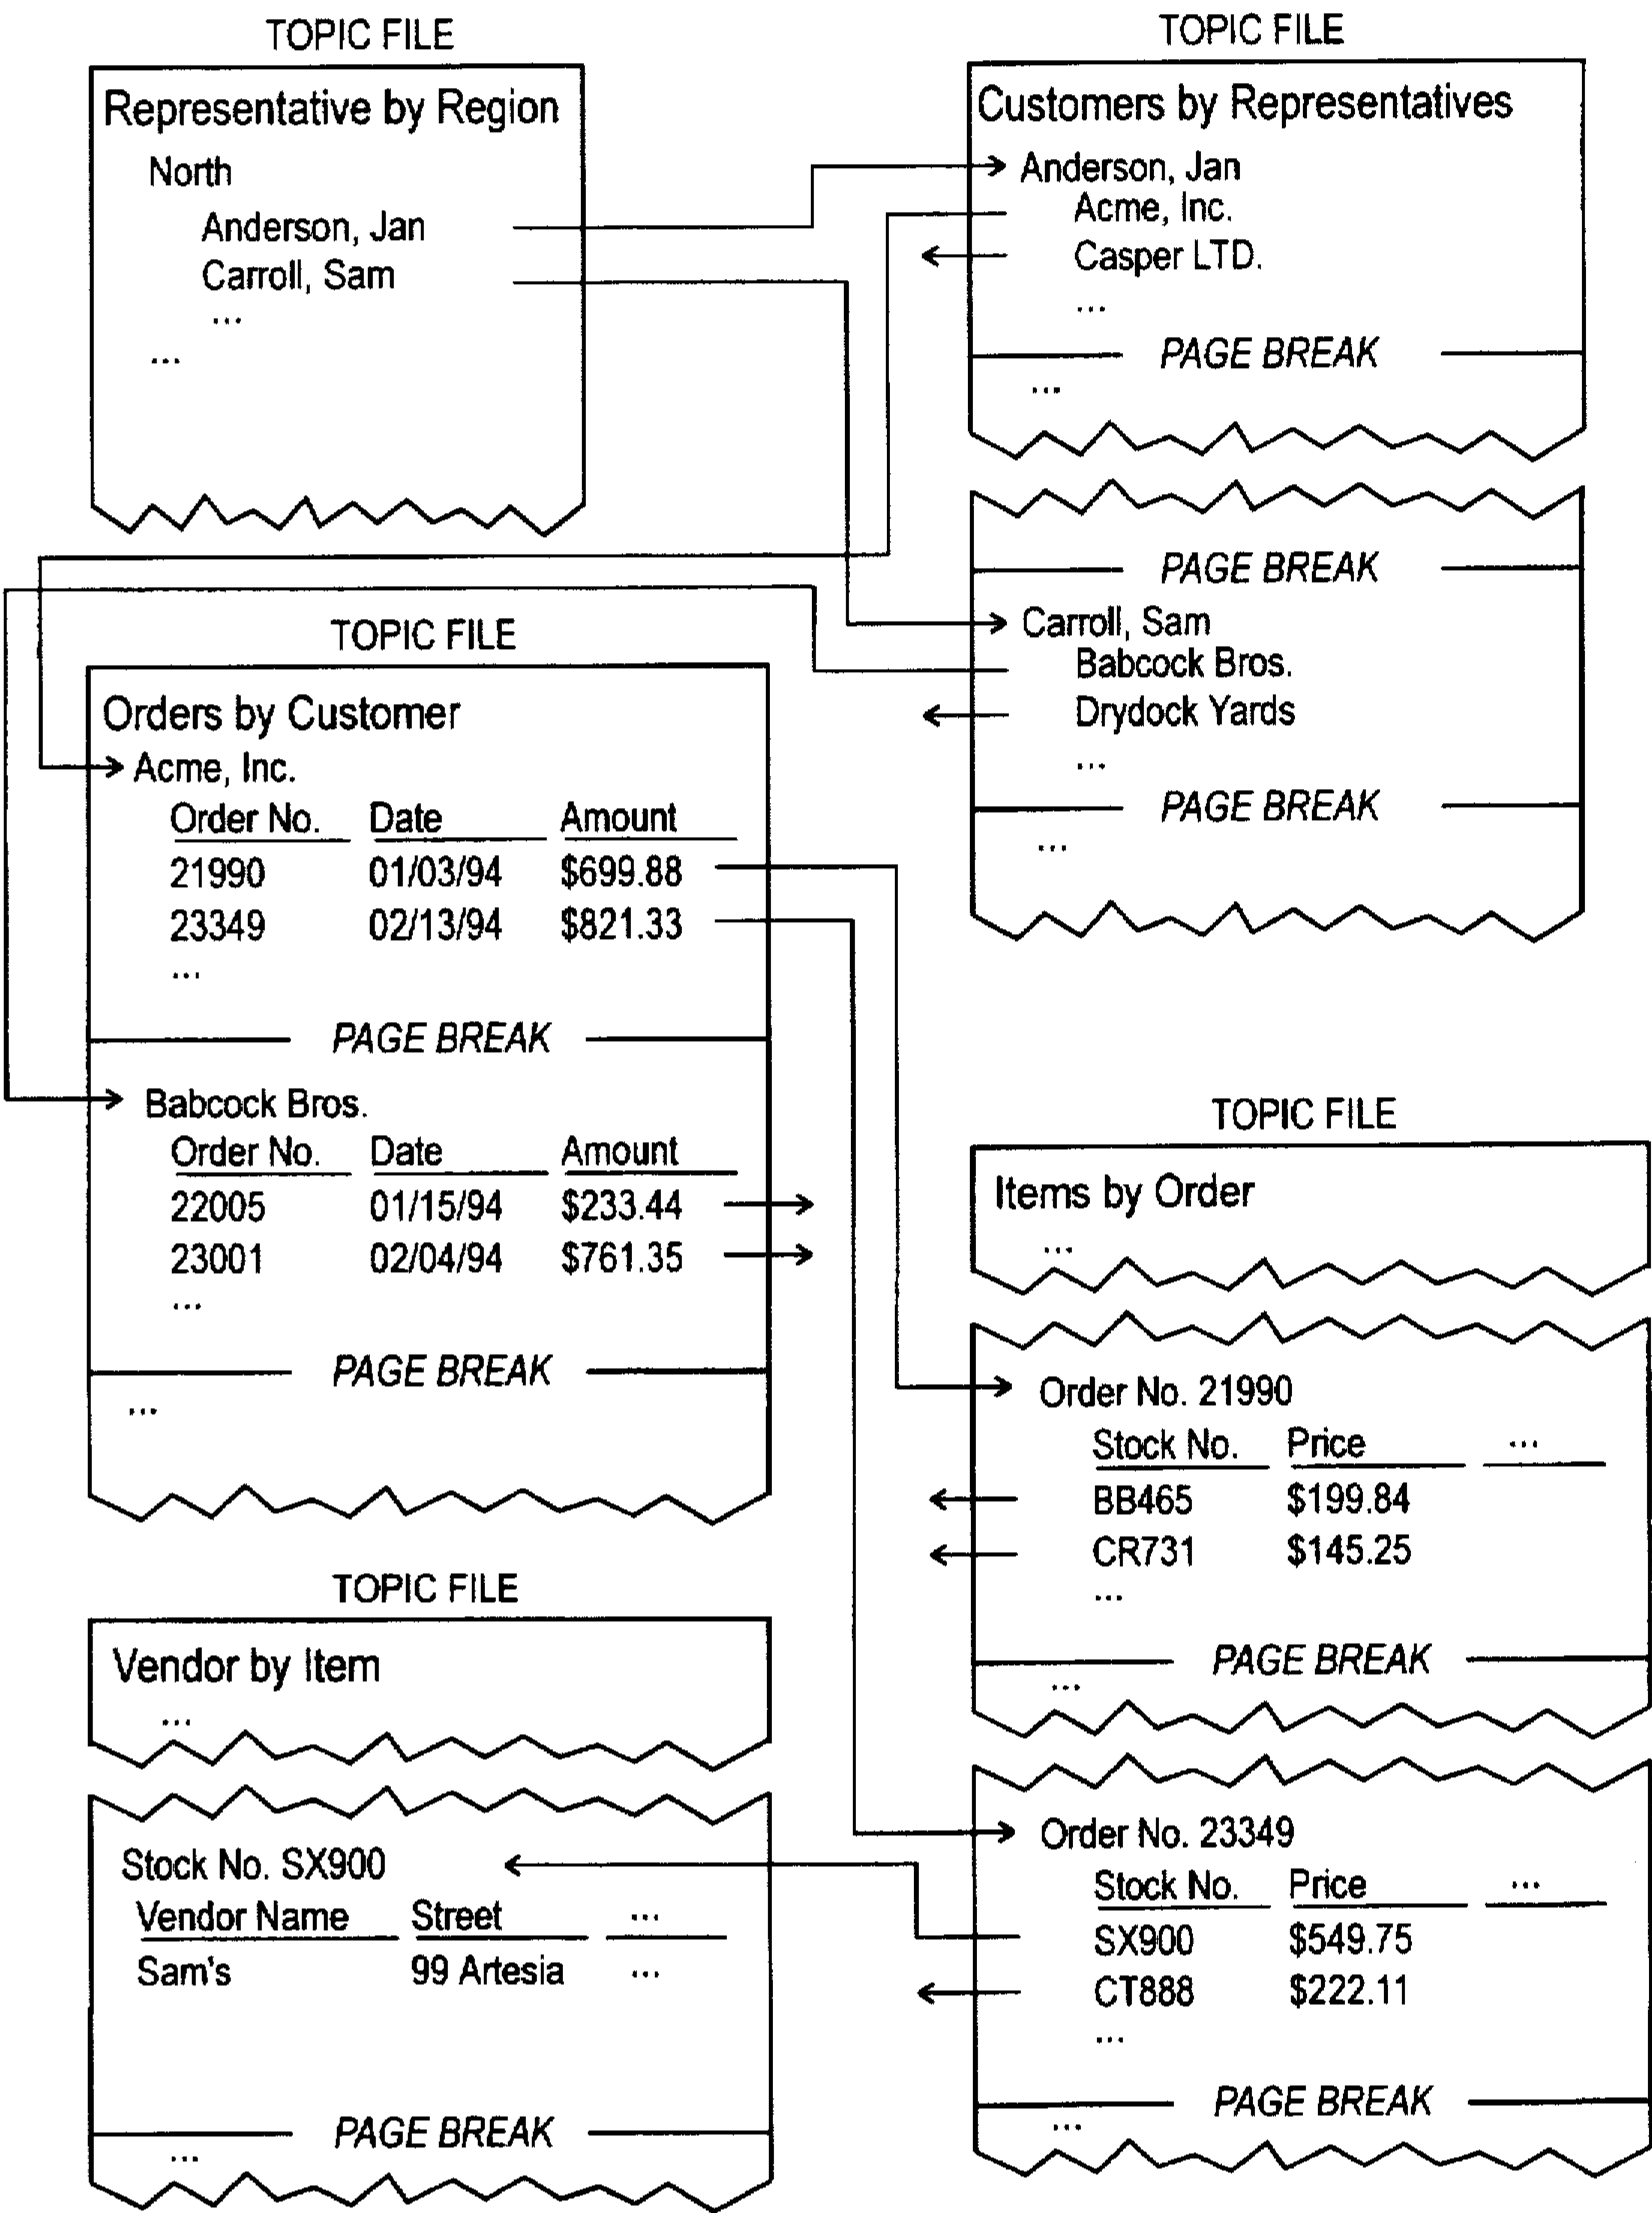 TOPIC FILE
Representative by Region
North
Anderson, Jan
Carroll, Sam
...
...
TOPIC FILE
Customers by Representatives
Anderson, Jan
Acme, Inc.
Casper LTD.
...
PAGE BREAK
...
PAGE BREAK
Carroll, Sam
Babcock Bros.
Drydock Yards
...
PAGE BREAK
...
TOPIC FILE
Orders by Customer
Acme, Inc.
Order No. Date Amount
21990 01/03/94 $699.88
23349 02/13/94 $821.33
...
PAGE BREAK
Babcock Bros.
Order No. Date Amount
22005 01/15/94 $233.44
23001 02/04/94 $761.35
...
PAGE BREAK
...
TOPIC FILE
Items by Order
...
Order No. 21990
Stock No. Price ...
BB465 $199.84
CR731 $145.25
...
PAGE BREAK
...
Order No. 23349
Stock No. Price ...
SX900 $549.75
CT888 $222.11
...
PAGE BREAK
...
TOPIC FILE
Vendor by Item
...
Stock No. SX900
Vendor Name Street ...
Sam's 99 Artesia ...
PAGE BREAK
...